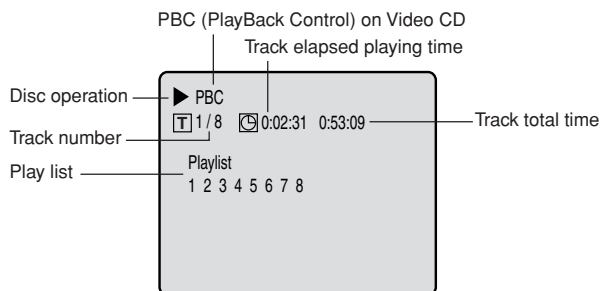 PBC (PlayBack Control) on Video CD
Track elapsed playing time
Disc operation
PBC
T 1 / 8 0:02:31 0:53:09
Track total time
Track number
Play list
Playlist
1 2 3 4 5 6 7 8